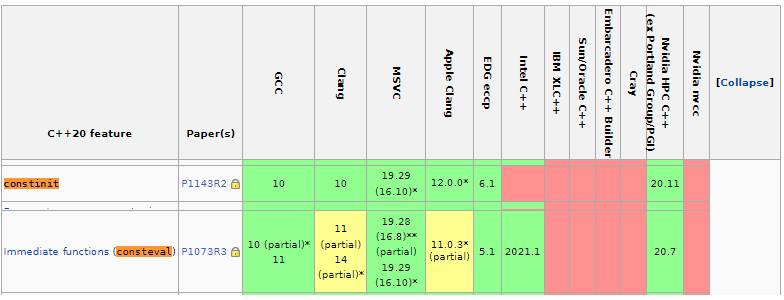 C++20 feature
Paper(s)
GCC
Clang
MSVC
Apple Clang
EDG eccp
Intel C++
IBM XLC++
Sun/Oracle C++
Embarcadero C++ Builder
Cray
Nvidia HPC C++
(ex Portland Group/PGI)
Nvidia nvcc
[Collapse]
constinit
P1143R2
10
10
19.29
(16.10)*
12.0.0*
6.1
20.11
Immediate functions (consteval)
P1073R3
10 (partial)*
11
11
(partial)
14
(partial)*
19.28
(16.8)**
(partial)
19.29
(16.10)*
11.0.3*
(partial)
5.1
2021.1
20.7